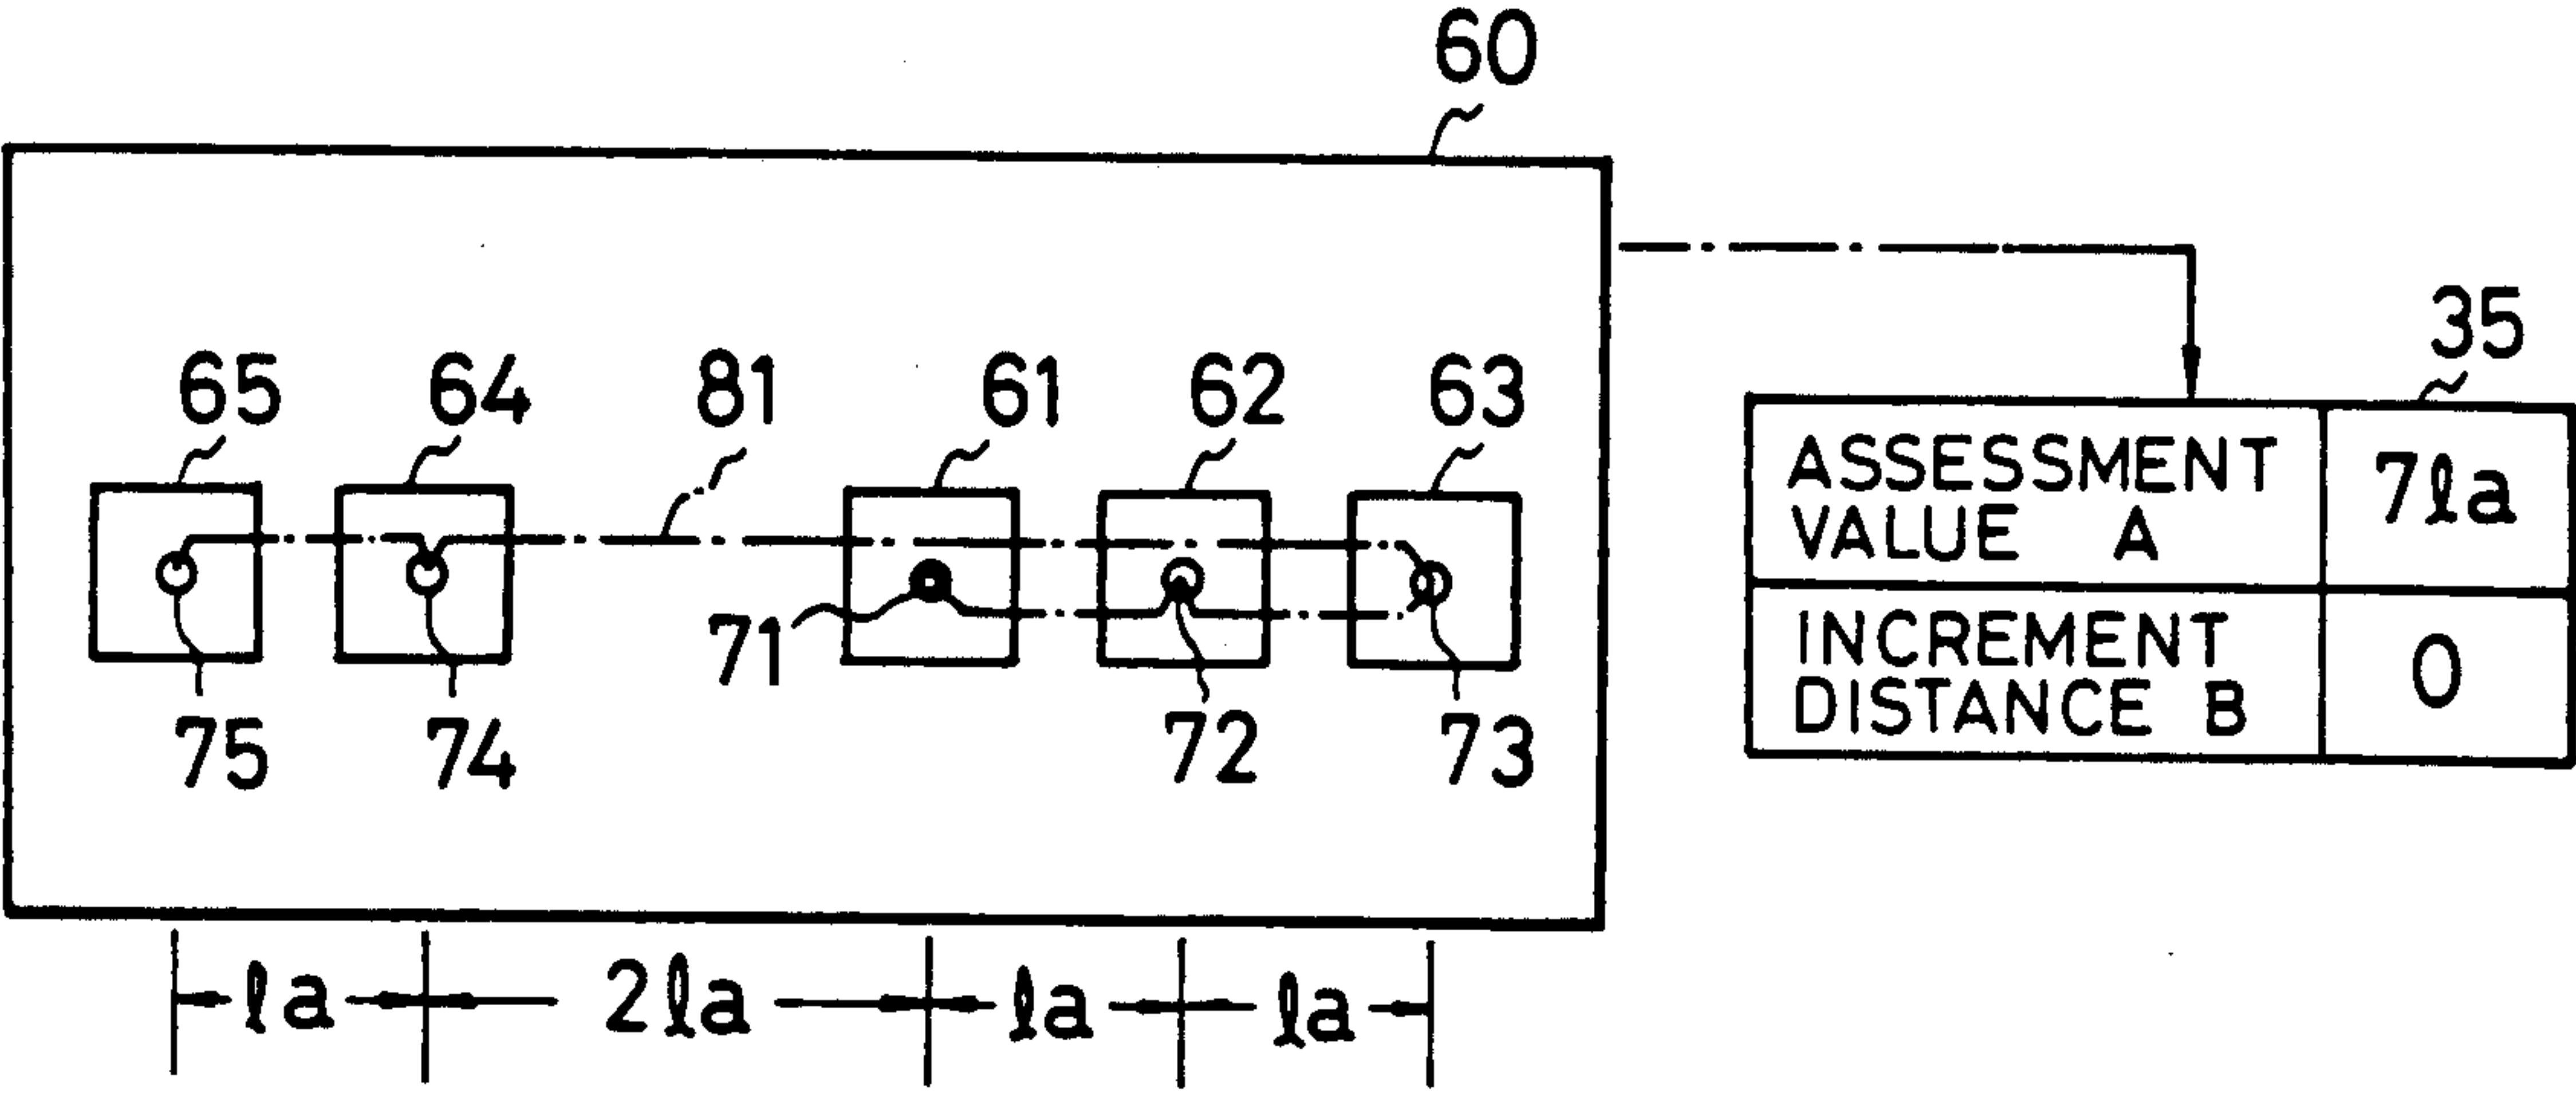 60
35
65 64 81 61 62 63
ASSESSMENT
VALUE A
7la
INCREMENT
DISTANCE B
0
71
75 74 72 73
la 2la la la